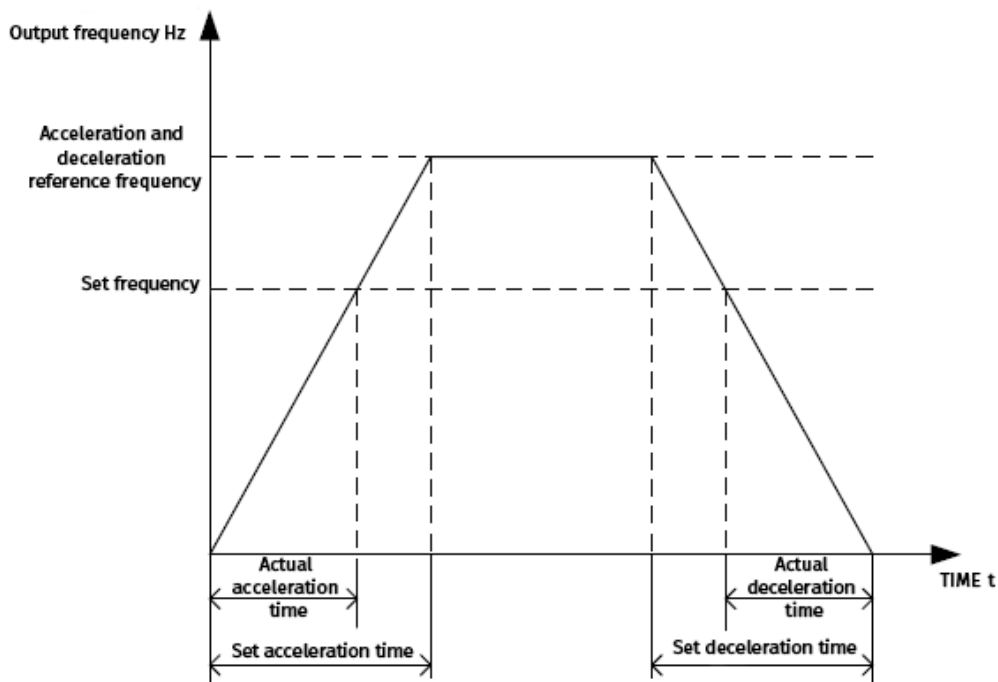 Output frequency Hz
Acceleration and
deceleration
reference frequency
Set frequency
Actual
acceleration
time
Actual
deceleration
time
TIME t
Set acceleration time
Set deceleration time